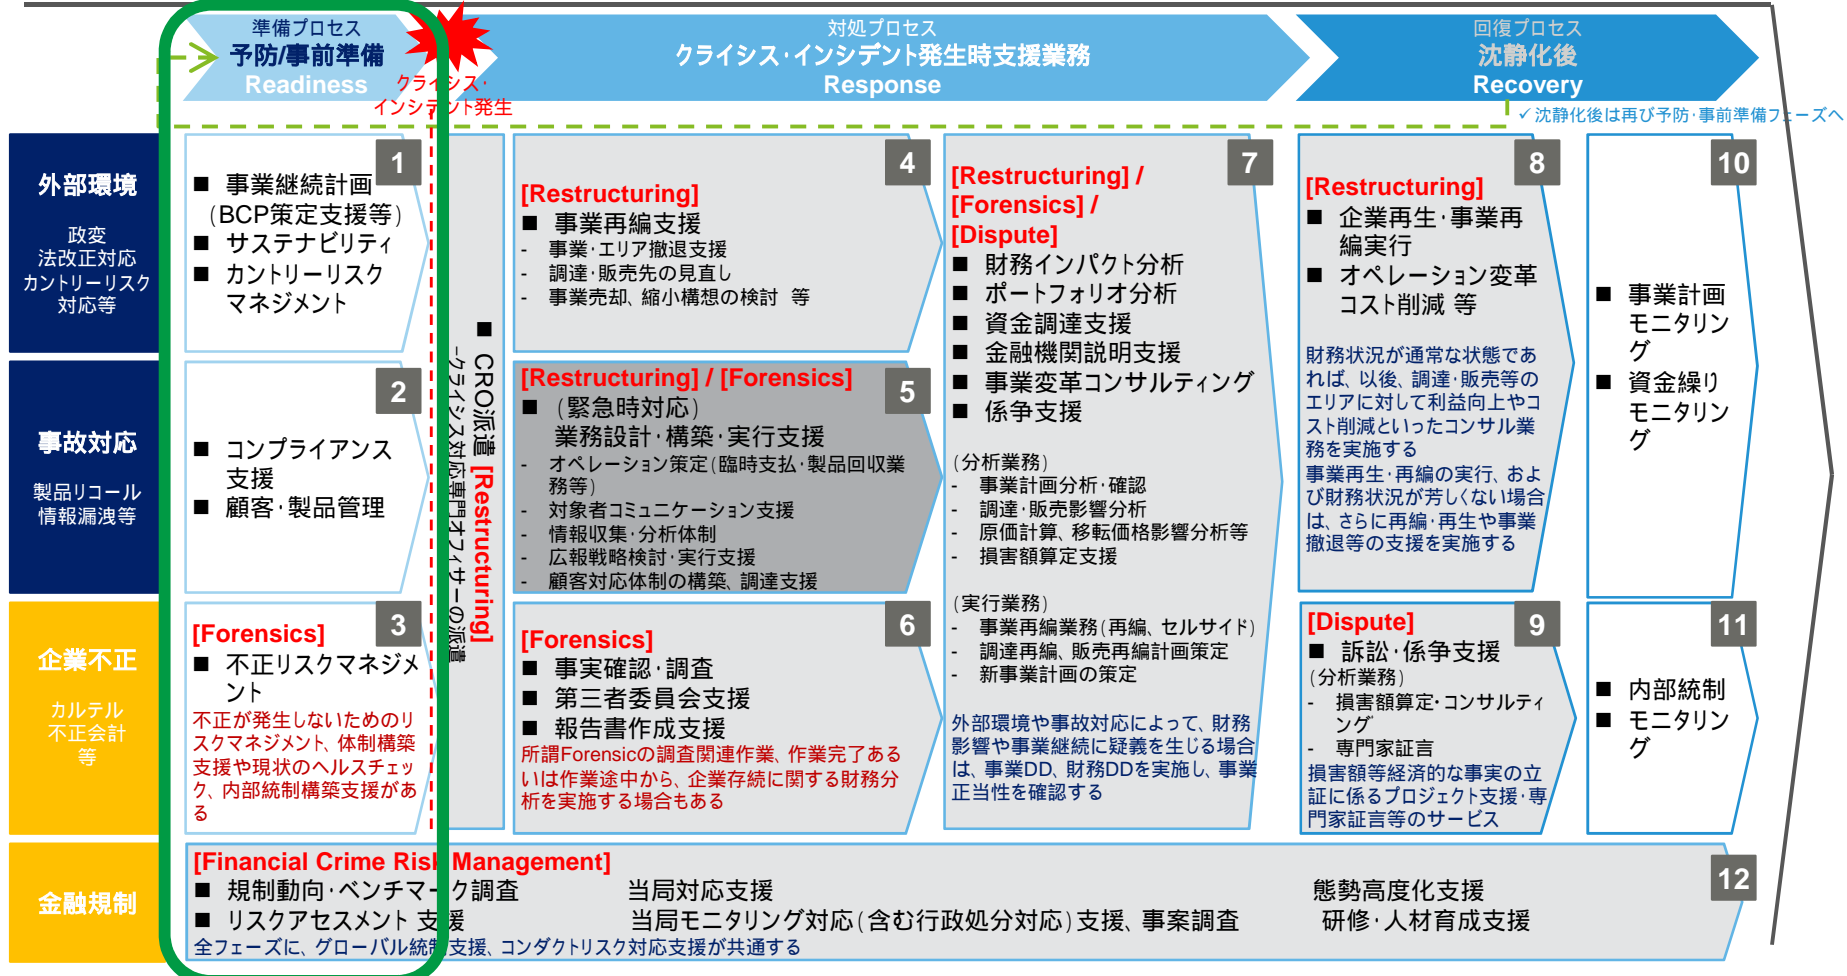 準備プロセス
予防/事前準備
Readiness
クライシス・
インシデント発生
対処プロセス
クライシス・インシデント発生時支援業務
Response
回復プロセス
沈静化後
Recovery
✓沈静化後は再び予防・事前準備フェーズへ
外部環境
政変
法改正対応
カントリーリスク
対応等
1
■ 事業継続計画
(BCP策定支援等)
■ サステナビリティ
■ カントリーリスク
マネジメント
事故対応
製品リコール
情報漏洩等
2
■ コンプライアンス
支援
■ 顧客・製品管理
企業不正
カルテル
不正会計
等
3
[Forensics]
■ 不正リスクマネジメ
ント
不正が発生しないためのリ
スクマネジメント、体制構築
支援や現状のヘルスチェッ
ク、内部統制構築支援があ
る
■ CRO派遣 [Restructuring]
–クライシス対応専門オフィサーの派遣
4
[Restructuring]
■ 事業再編支援
- 事業・エリア撤退支援
- 調達・販売先の見直し
- 事業売却、縮小構想の検討 等
5
[Restructuring] / [Forensics]
■ (緊急時対応)
業務設計・構築・実行支援
- オペレーション策定(臨時支払・製品回収業
務等)
- 対象者コミュニケーション支援
- 情報収集・分析体制
- 広報戦略検討・実行支援
- 顧客対応体制の構築、調達支援
6
[Forensics]
■ 事実確認・調査
■ 第三者委員会支援
■ 報告書作成支援
所謂Forensicの調査関連作業、作業完了ある
いは作業途中から、企業存続に関する財務分
析を実施する場合もある
7
[Restructuring] /
[Forensics] /
[Dispute]
■ 財務インパクト分析
■ ポートフォリオ分析
■ 資金調達支援
■ 金融機関説明支援
■ 事業変革コンサルティング
■ 係争支援
(分析業務)
- 事業計画分析・確認
- 調達・販売影響分析
- 原価計算、移転価格影響分析等
- 損害額算定支援
(実行業務)
- 事業再編業務(再編、セルサイド)
- 調達再編、販売再編計画策定
- 新事業計画の策定
外部環境や事故対応によって、財務
影響や事業継続に疑義を生じる場合
は、事業DD、財務DDを実施し、事業
正当性を確認する
8
[Restructuring]
■ 企業再生・事業再
編実行
■ オペレーション変革
コスト削減 等
財務状況が通常な状態であ
れば、以後、調達・販売等の
エリアに対して利益向上やコ
スト削減といったコンサル業
務を実施する
事業再生・再編の実行、およ
び財務状況が芳しくない場合
は、さらに再編・再生や事業
撤退等の支援を実施する
9
[Dispute]
■ 訴訟・係争支援
(分析業務)
- 損害額算定・コンサルティ
ング
- 専門家証言
損害額等経済的な事実の立
証に係るプロジェクト支援・専
門家証言等のサービス
10
■ 事業計画
モニタリン
グ
■ 資金繰り
モニタリン
グ
11
■ 内部統制
■ モニタリン
グ
金融規制
12
[Financial Crime Risk Management]
■ 規制動向・ベンチマーク調査 当局対応支援 態勢高度化支援
■ リスクアセスメント 支援 当局モニタリング対応(含む行政処分対応)支援、事案調査 研修・人材育成支援
全フェーズに、グローバル統制支援、コンダクトリスク対応支援が共通する